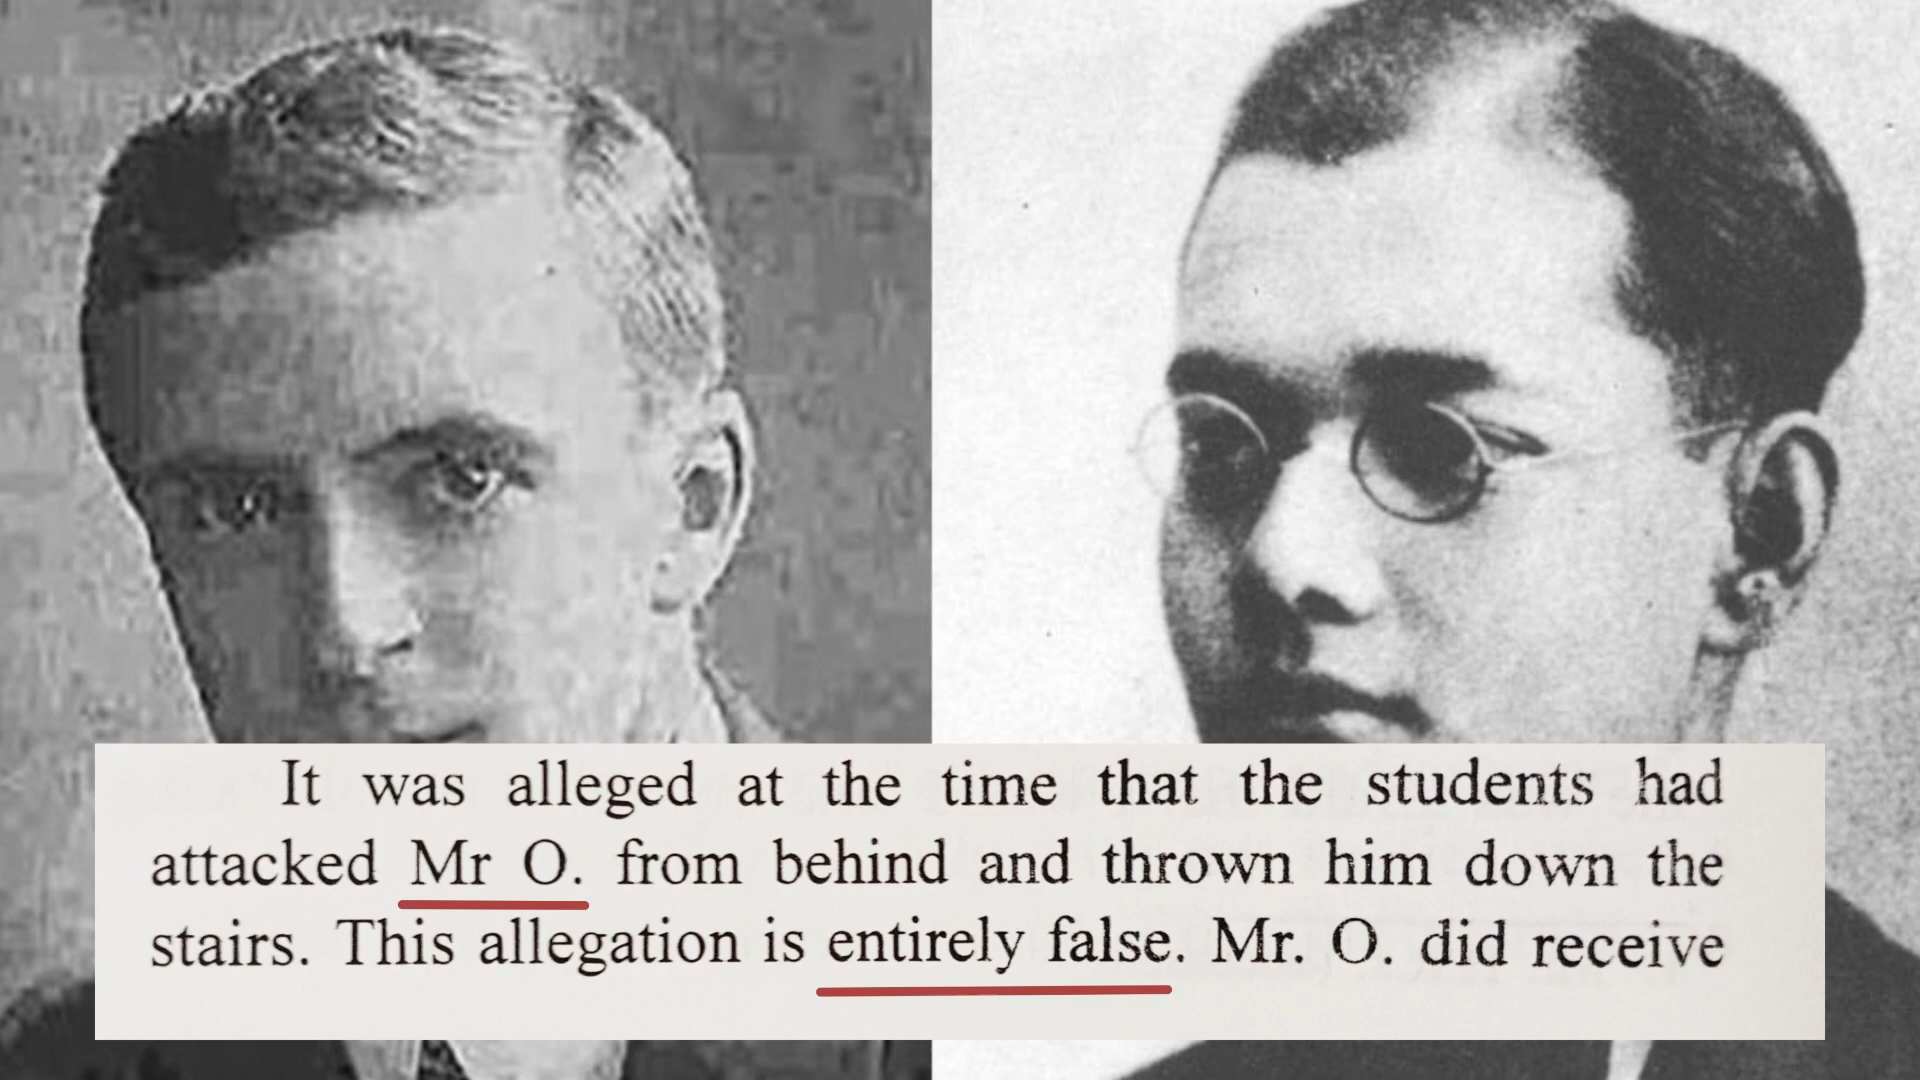 It was alleged at the time that the students had
attacked Mr O. from behind and thrown him down the
stairs. This allegation is entirely false. Mr. O. did receive